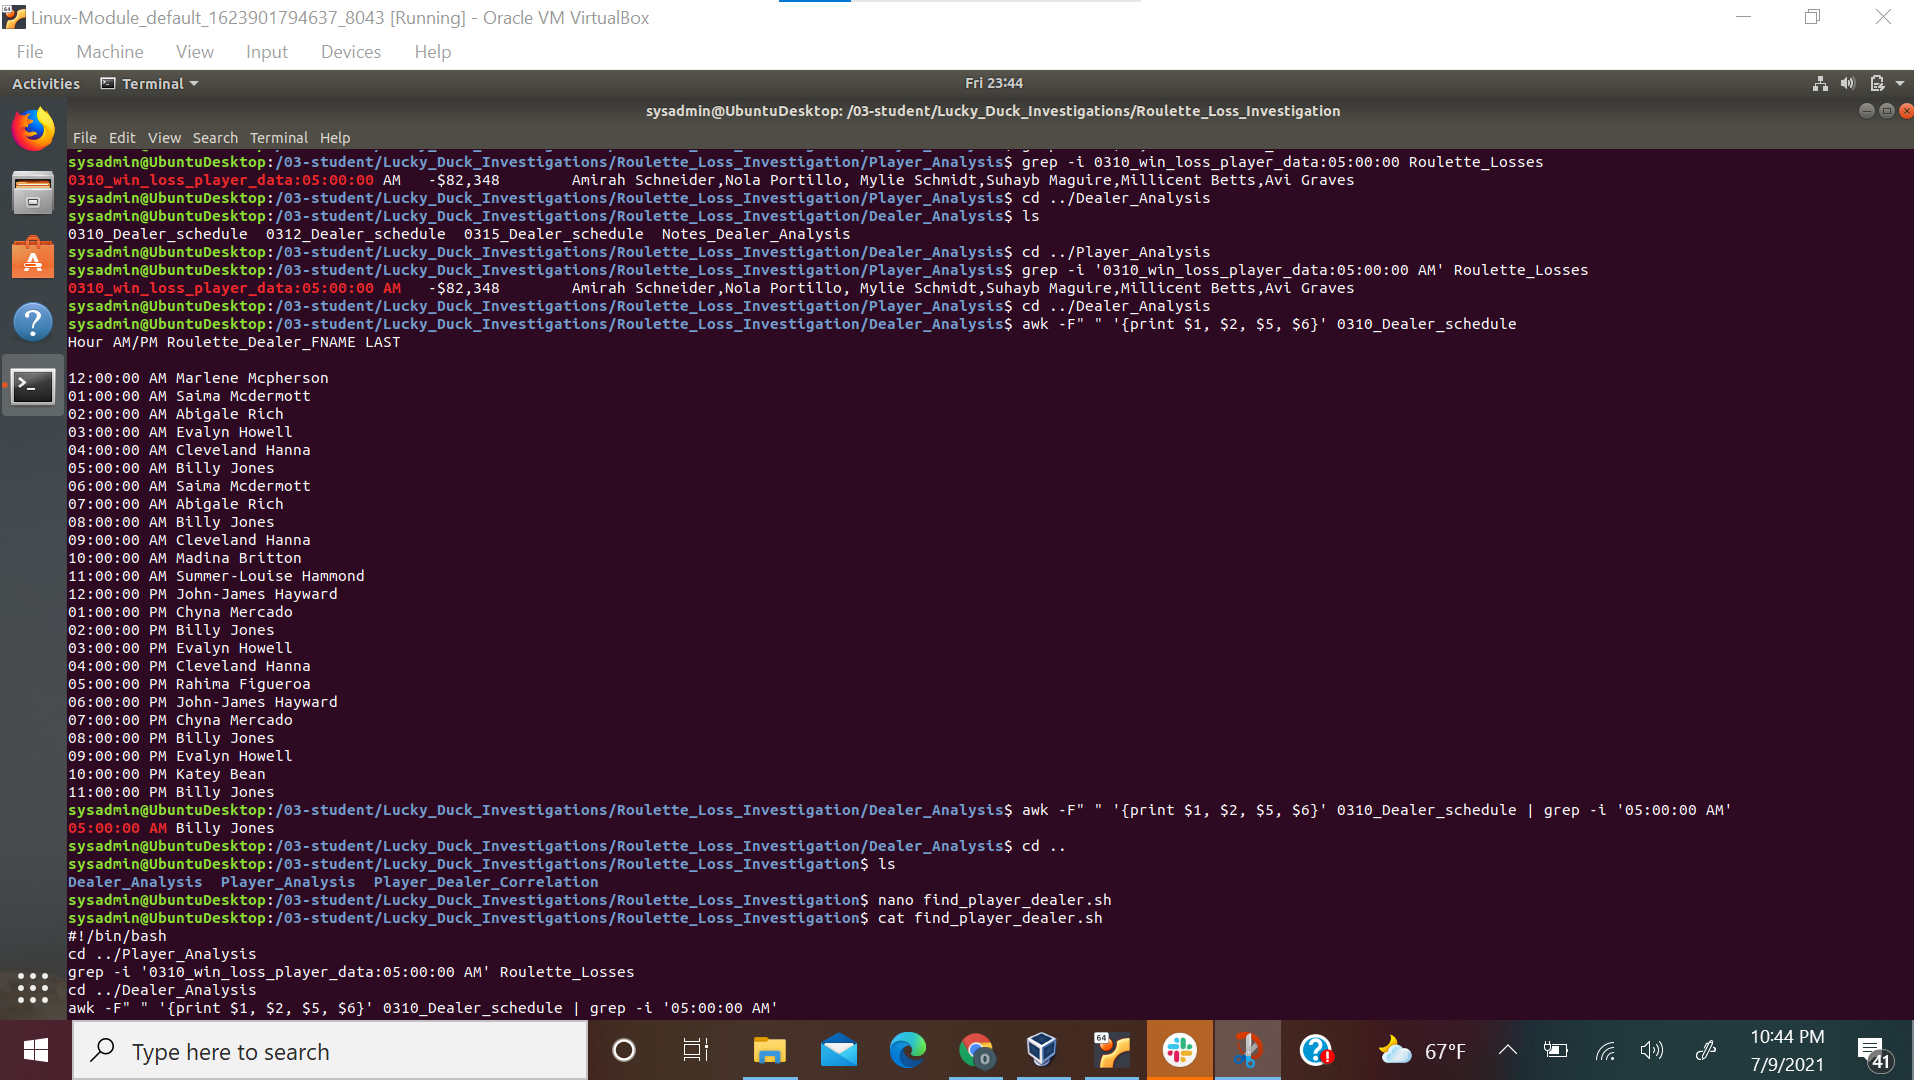 Linux-Module_default_1623901794637_8043 [Running] - Oracle VM VirtualBox
File Machine View Input Devices Help
Activities Terminal Fri 23:44
sysadmin@UbuntuDesktop: /03-student/Lucky_Duck_Investigations/Roulette_Loss_Investigation
File Edit View Search Terminal Help
sysadmin@UbuntuDesktop:/03-student/Lucky_Duck_Investigations/Roulette_Loss_Investigation/Player_Analysis$ grep -i 0310_win_loss_player_data:05:00:00 Roulette_Losses
0310_win_loss_player_data:05:00:00 AM -$82,348 Amirah Schneider,Nola Portillo, Mylie Schmidt,Suhayb Maguire,Millicent Betts,Avi Graves
sysadmin@UbuntuDesktop:/03-student/Lucky_Duck_Investigations/Roulette_Loss_Investigation/Player_Analysis$ cd ../Dealer_Analysis
sysadmin@UbuntuDesktop:/03-student/Lucky_Duck_Investigations/Roulette_Loss_Investigation/Dealer_Analysis$ ls
0310_Dealer_schedule 0312_Dealer_schedule 0315_Dealer_schedule Notes_Dealer_Analysis
sysadmin@UbuntuDesktop:/03-student/Lucky_Duck_Investigations/Roulette_Loss_Investigation/Dealer_Analysis$ cd ../Player_Analysis
sysadmin@UbuntuDesktop:/03-student/Lucky_Duck_Investigations/Roulette_Loss_Investigation/Player_Analysis$ grep -i '0310_win_loss_player_data:05:00:00 AM' Roulette_Losses
0310_win_loss_player_data:05:00:00 AM -$82,348 Amirah Schneider,Nola Portillo, Mylie Schmidt,Suhayb Maguire,Millicent Betts,Avi Graves
sysadmin@UbuntuDesktop:/03-student/Lucky_Duck_Investigations/Roulette_Loss_Investigation/Player_Analysis$ cd ../Dealer_Analysis
sysadmin@UbuntuDesktop:/03-student/Lucky_Duck_Investigations/Roulette_Loss_Investigation/Dealer_Analysis$ awk -F" " '{print $1, $2, $5, $6}' 0310_Dealer_schedule
Hour AM/PM Roulette_Dealer_FNAME LAST
12:00:00 AM Marlene Mcpherson
01:00:00 AM Saima Mcdermott
02:00:00 AM Abigale Rich
03:00:00 AM Evalyn Howell
04:00:00 AM Cleveland Hanna
05:00:00 AM Billy Jones
06:00:00 AM Saima Mcdermott
07:00:00 AM Abigale Rich
08:00:00 AM Billy Jones
09:00:00 AM Cleveland Hanna
10:00:00 AM Madina Britton
11:00:00 AM Summer-Louise Hammond
12:00:00 PM John-James Hayward
01:00:00 PM Chyna Mercado
02:00:00 PM Billy Jones
03:00:00 PM Evalyn Howell
04:00:00 PM Cleveland Hanna
05:00:00 PM Rahima Figueroa
06:00:00 PM John-James Hayward
07:00:00 PM Chyna Mercado
08:00:00 PM Billy Jones
09:00:00 PM Evalyn Howell
10:00:00 PM Katey Bean
11:00:00 PM Billy Jones
sysadmin@UbuntuDesktop:/03-student/Lucky_Duck_Investigations/Roulette_Loss_Investigation/Dealer_Analysis$ awk -F" " '{print $1, $2, $5, $6}' 0310_Dealer_schedule | grep -i '05:00:00 AM'
05:00:00 AM Billy Jones
sysadmin@UbuntuDesktop:/03-student/Lucky_Duck_Investigations/Roulette_Loss_Investigation/Dealer_Analysis$ cd ..
sysadmin@UbuntuDesktop:/03-student/Lucky_Duck_Investigations/Roulette_Loss_Investigation$ ls
Dealer_Analysis Player_Analysis Player_Dealer_Correlation
sysadmin@UbuntuDesktop:/03-student/Lucky_Duck_Investigations/Roulette_Loss_Investigation$ nano find_player_dealer.sh
sysadmin@UbuntuDesktop:/03-student/Lucky_Duck_Investigations/Roulette_Loss_Investigation$ cat find_player_dealer.sh
#!/bin/bash
cd ../Player_Analysis
grep -i '0310_win_loss_player_data:05:00:00 AM' Roulette_Losses
cd ../Dealer_Analysis
awk -F" " '{print $1, $2, $5, $6}' 0310_Dealer_schedule | grep -i '05:00:00 AM'
Type here to search 67°F 10:44 PM
7/9/2021
41